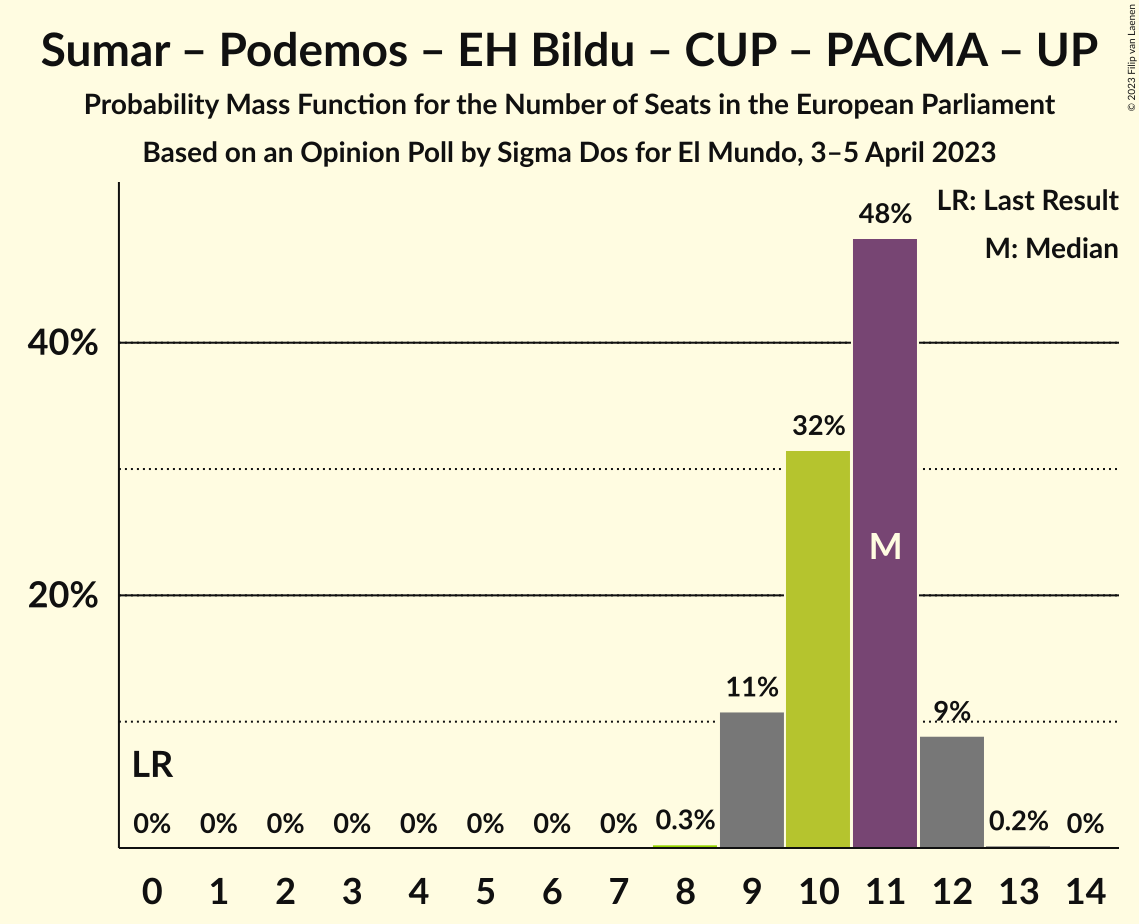 Sumar – Podemos – EH Bildu – CUP – PACMA – UP
Probability Mass Function for the Number of Seats in the European Parliament
Based on an Opinion Poll by Sigma Dos for El Mundo, 3–5 April 2023
© 2023 Filip van Laenen
LR: Last Result
M: Median
48%
40%
32%
M
20%
11%
9%
LR
0% 0% 0% 0% 0% 0% 0% 0% 0.3% 0.2% 0%
0 1 2 3 4 5 6 7 8 9 10 11 12 13 14